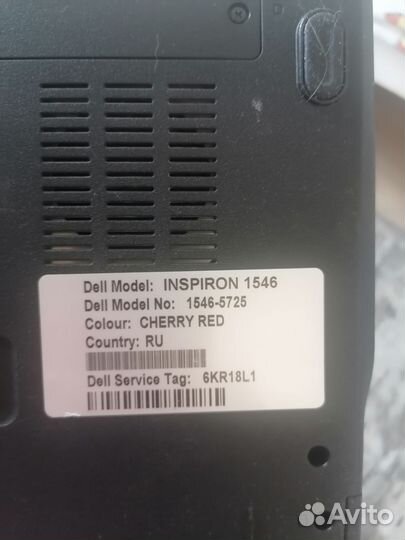 Dell Model: INSPIRON 1546
Dell Model No: 1546-5725
Colour: CHERRY RED
Country: RU
Dell Service Tag: 6KR18L1
Avito